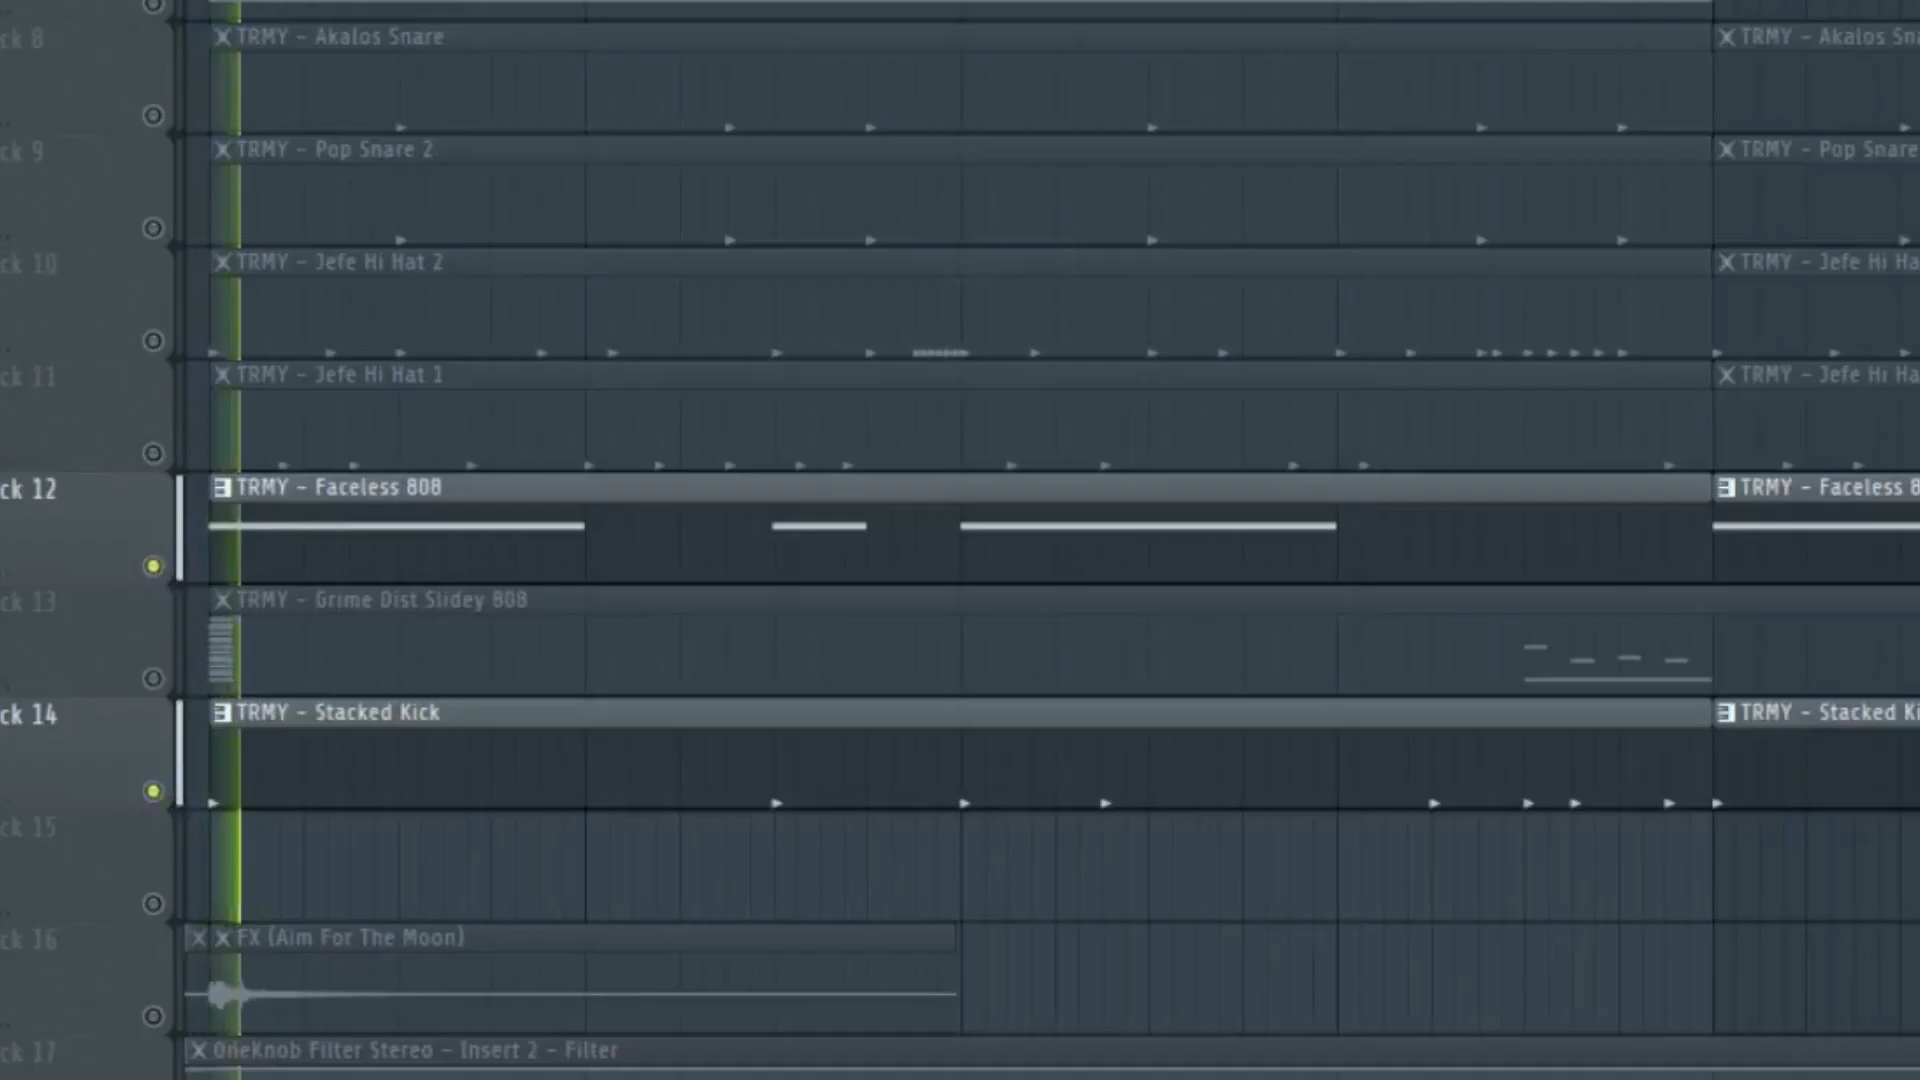 ck 8
TRMY - Akalos Snare
TRMY - Akalos Sna
ck 9
TRMY - Pop Snare 2
TRMY - Pop Snare
ck 10
TRMY - Jefe Hi Hat 2
TRMY - Jefe Hi Ha
ck 11
TRMY - Jefe Hi Hat 1
TRMY - Jefe Hi Ha
ck 12
TRMY - Faceless 808
TRMY - Faceless 8
ck 13
TRMY - Grime Dist Slidey 808
ck 14
TRMY - Stacked Kick
TRMY - Stacked Ki
ck 15
ck 16
FX (Aim For The Moon)
ck 17
OneKnob Filter Stereo - Insert 2 - Filter